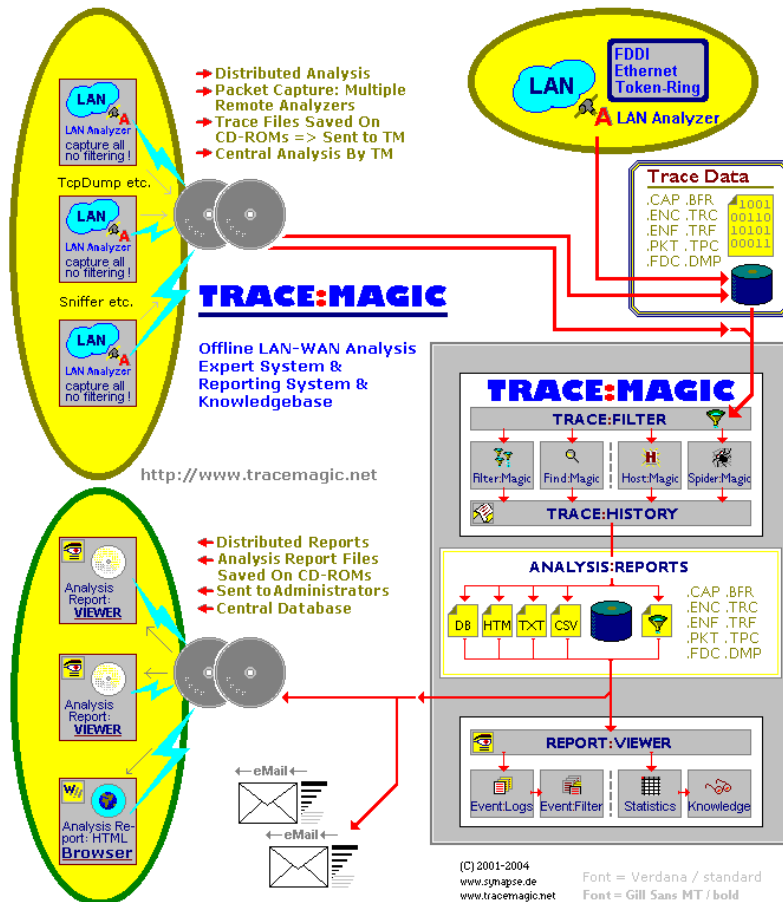 LAN
LAN Analyzer
A
capture all
no filtering !
TcpDump etc.
LAN
LAN Analyzer
A
capture all
no filtering !
Sniffer etc.
LAN
LAN Analyzer
A
capture all
no filtering !
Distributed Analysis
Packet Capture: Multiple
Remote Analyzers
Trace Files Saved On
CD-ROMs => Sent to TM
Central Analysis By TM
LAN
FDDI
Ethernet
Token-Ring
A LAN Analyzer
Trace Data
.CAP .BFR
.ENC .TRC
.ENF .TRF
.PKT .TPC
.FDC .DMP
1001
00110
10101
00011
TRACE:MAGIC
Offline LAN-WAN Analysis
Expert System &
Reporting System &
Knowledgebase
http://www.tracemagic.net
TRACE:MAGIC
TRACE:FILTER
Filter:Magic
Find:Magic
H
Host:Magic
Spider:Magic
TRACE:HISTORY
ANALYSIS:REPORTS
DB
HTM
TXT
CSV
.CAP .BFR
.ENC .TRC
.ENF .TRF
.PKT .TPC
.FDC .DMP
REPORT:VIEWER
Event:Logs
Event:Filter
Statistics
Knowledge
Distributed Reports
Analysis Report Files
Saved On CD-ROMs
Sent to Administrators
Central Database
Analysis
Report:
VIEWER
Analysis
Report:
VIEWER
W
Analysis Re-
port: HTML
Browser
eMail
eMail
(C) 2001-2004
www.synapse.de
www.tracemagic.net
Font = Verdana / standard
Font = Gill Sans MT / bold